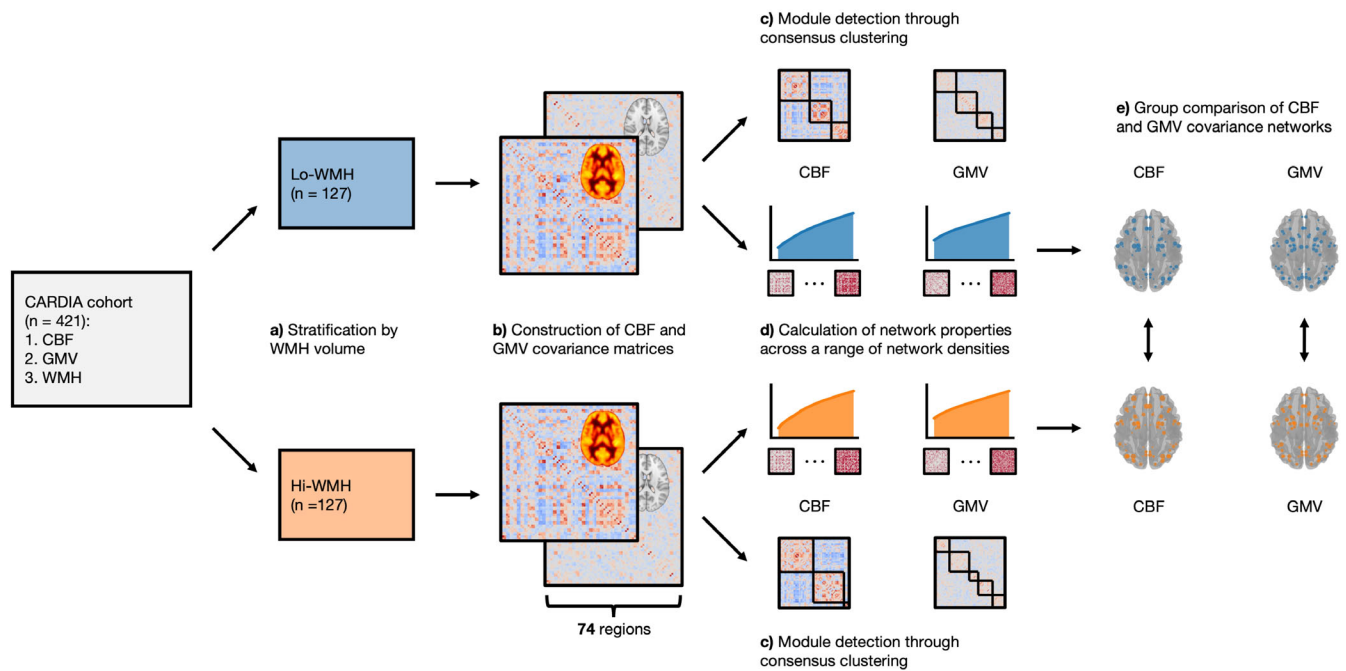 c) Module detection through
consensus clustering
CBF
GMV
Lo-WMH
(n = 127)
CARDIA cohort
(n = 421):
1. CBF
2. GMV
3. WMH
a) Stratification by
WMH volume
b) Construction of CBF and
GMV covariance matrices
d) Calculation of network properties
across a range of network densities
e) Group comparison of CBF
and GMV covariance networks
CBF
GMV
Hi-WMH
(n =127)
CBF
GMV
CBF
GMV
74 regions
c) Module detection through
consensus clustering